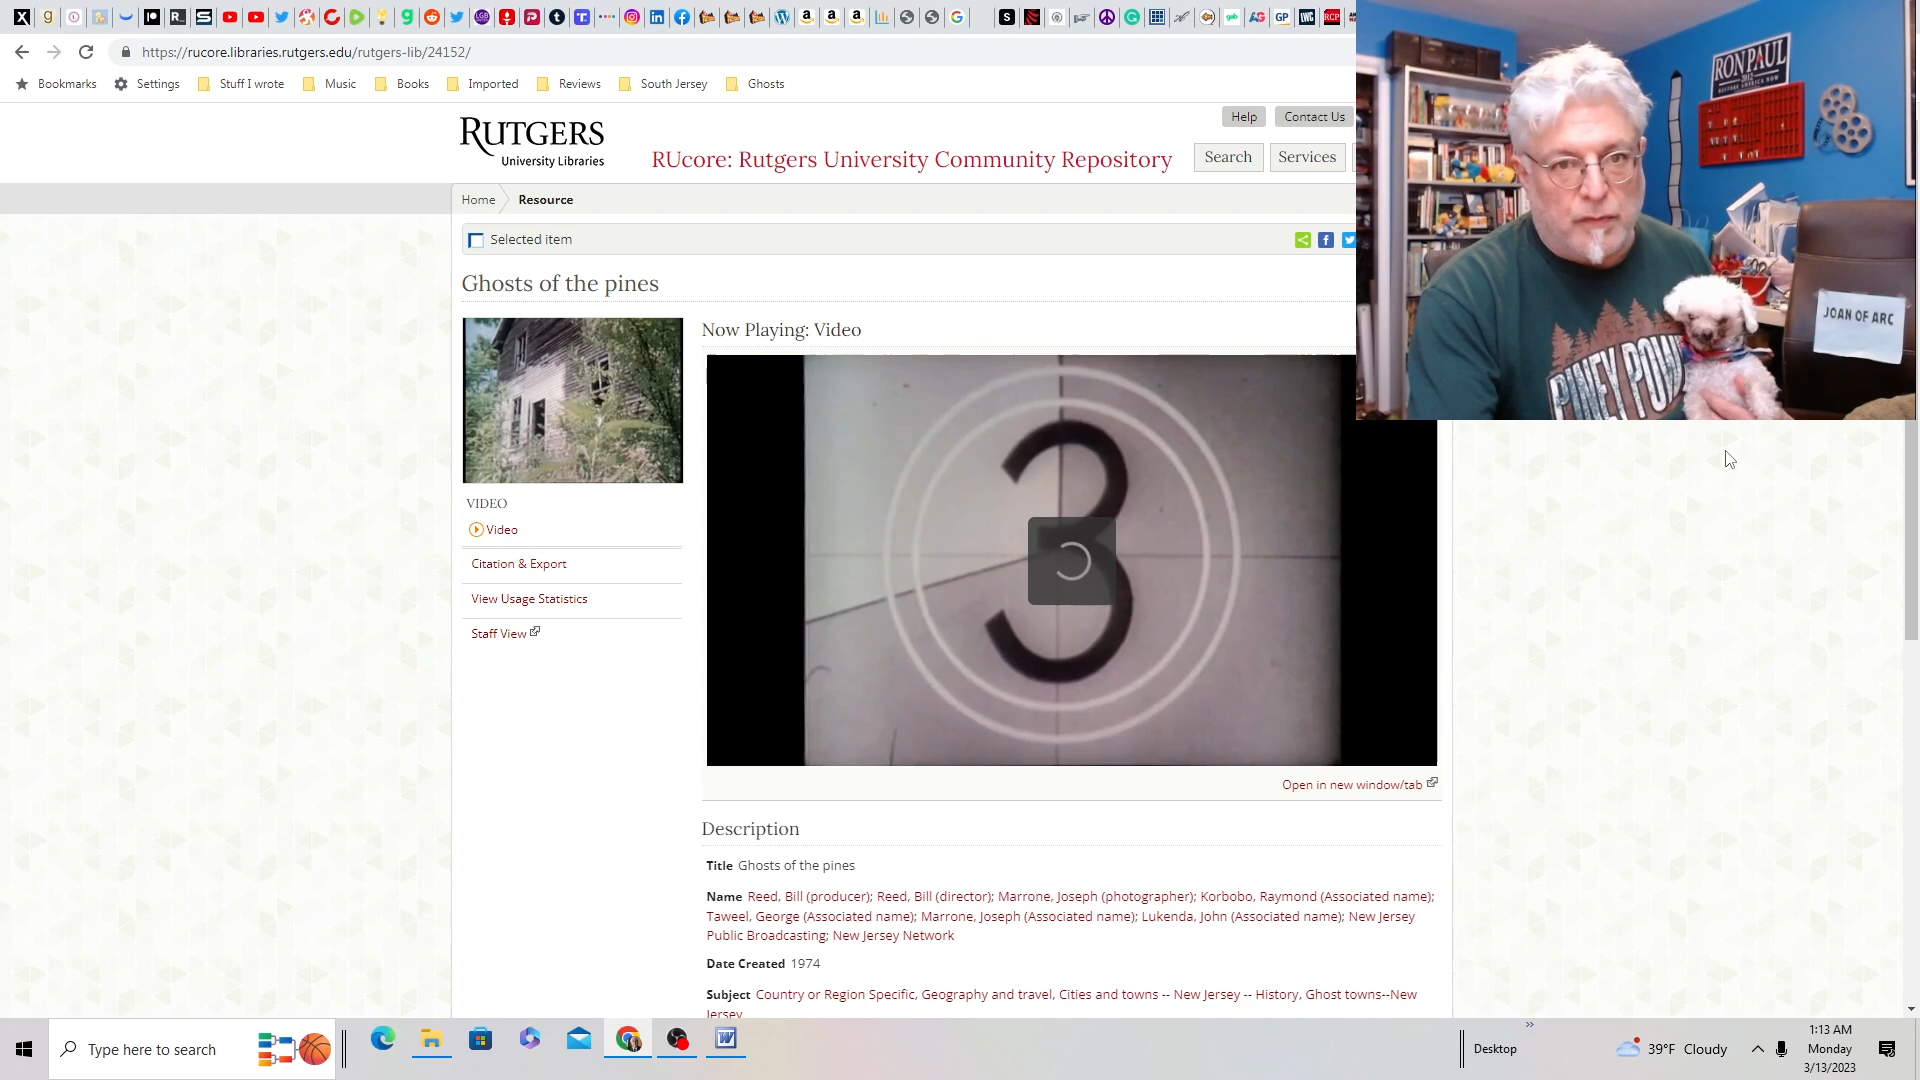 https://rucore.libraries.rutgers.edu/rutgers-lib/24152/
Bookmarks Settings Stuff I wrote Music Books Imported Reviews South Jersey Ghosts
RUTGERS
University Libraries
RUcore: Rutgers University Community Repository
Help Contact Us
Search Services
Home Resource
Selected item
Ghosts of the pines
VIDEO
Video
Citation & Export
View Usage Statistics
Staff View
Now Playing: Video
3
Open in new window/tab
Description
Title Ghosts of the pines
Name Reed, Bill (producer); Reed, Bill (director); Marrone, Joseph (photographer); Korbobo, Raymond (Associated name);
Taweel, George (Associated name); Marrone, Joseph (Associated name); Lukenda, John (Associated name); New Jersey
Public Broadcasting; New Jersey Network
Date Created 1974
Subject Country or Region Specific, Geography and travel, Cities and towns -- New Jersey -- History, Ghost towns--New
Jersey
RON PAUL
JOAN OF ARC
PINEY POW
Type here to search
Desktop
39°F Cloudy
1:13 AM
Monday
3/13/2023